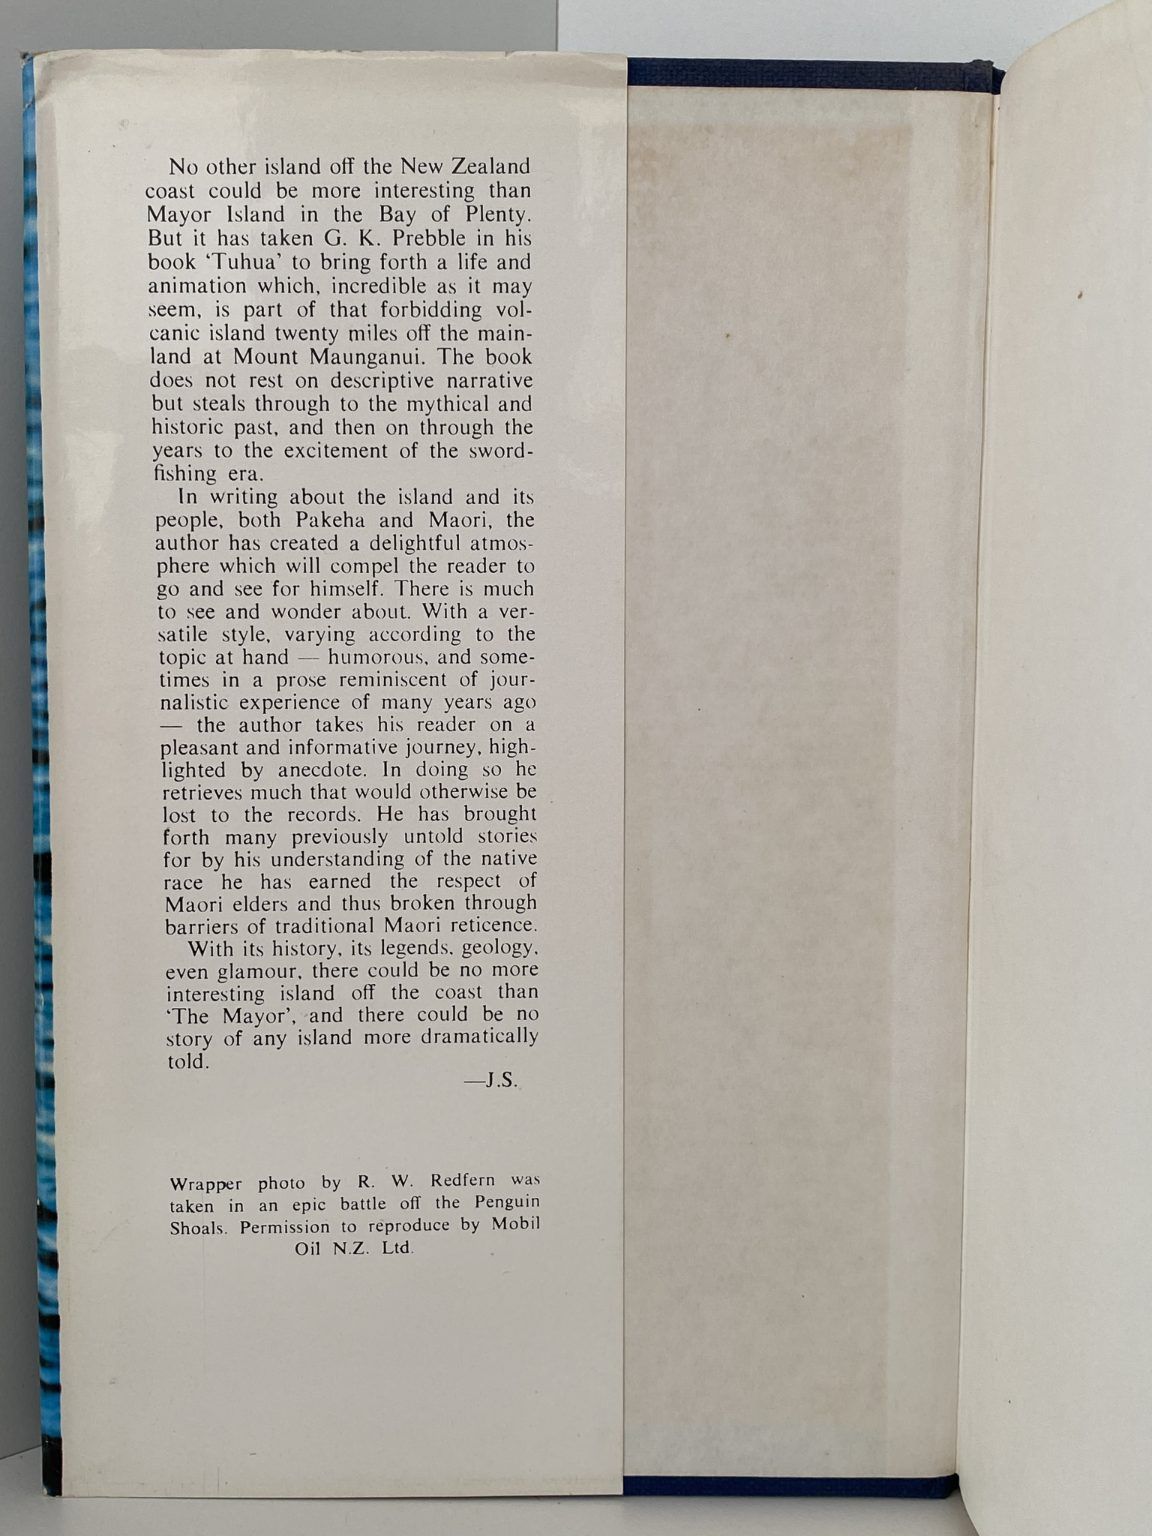 No other island off the New Zealand
coast could be more interesting than
Mayor Island in the Bay of Plenty.
But it has taken G. K. Prebble in his
book ‘Tuhua’ to bring forth a life and
animation which, incredible as it may
seem, is part of that forbidding vol-
canic island twenty miles off the main-
land at Mount Maunganui. The book
does not rest on descriptive narrative
but steals through to the mythical and
historic past, and then on through the
years to the excitement of the sword-
fishing era.
In writing about the island and its
people, both Pakeha and Maori, the
author has created a delightful atmos-
phere which will compel the reader to
go and see for himself. There is much
to see and wonder about. With a ver-
satile style, varying according to the
topic at hand — humorous, and some-
times in a prose reminiscent of jour-
nalistic experience of many years ago
— the author takes his reader on a
pleasant and informative journey, high-
lighted by anecdote. In doing so he
retrieves much that would otherwise be
lost to the records. He has brought
forth many previously untold stories
for by his understanding of the native
race he has earned the respect of
Maori elders and thus broken through
barriers of traditional Maori reticence.
With its history, its legends, geology,
even glamour, there could be no more
interesting island off the coast than
‘The Mayor’, and there could be no
story of any island more dramatically
told.
—J.S.
Wrapper photo by R. W. Redfern was
taken in an epic battle off the Penguin
Shoals. Permission to reproduce by Mobil
Oil N.Z. Ltd.